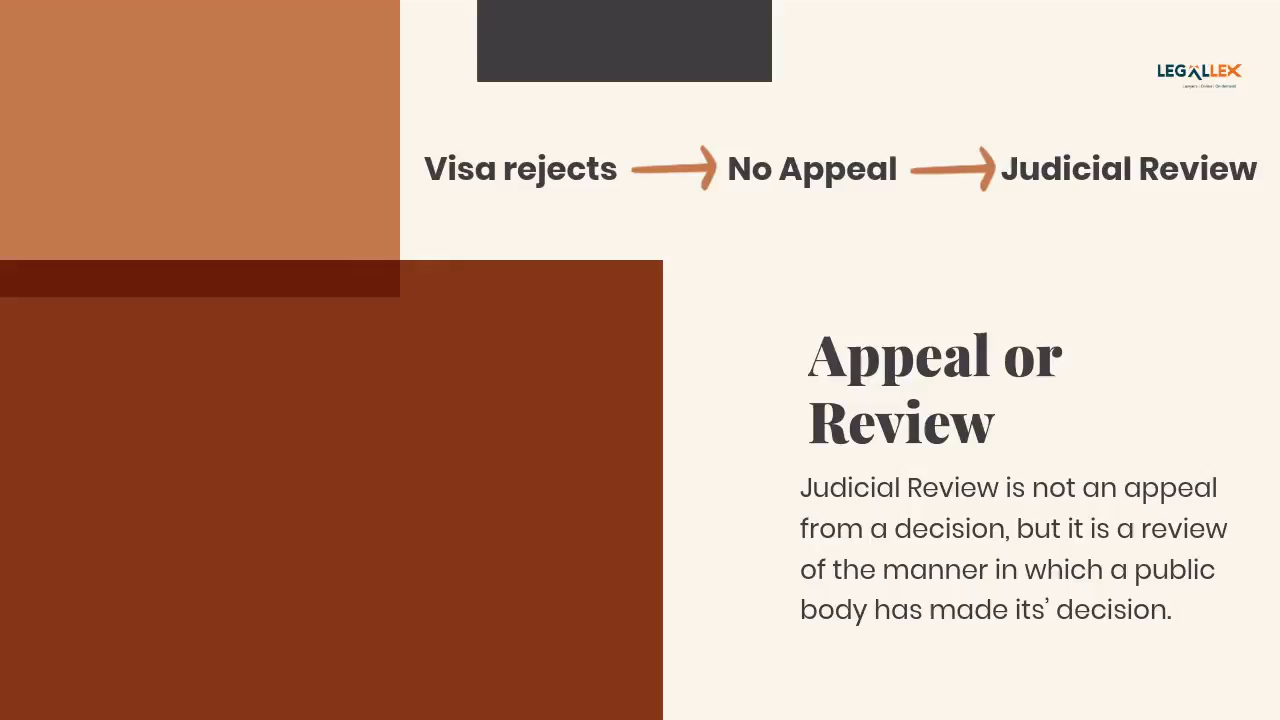 LEGALLEX
Visa rejects No Appeal Judicial Review
Appeal or
Review
Judicial Review is not an appeal
from a decision, but it is a review
of the manner in which a public
body has made its’ decision.